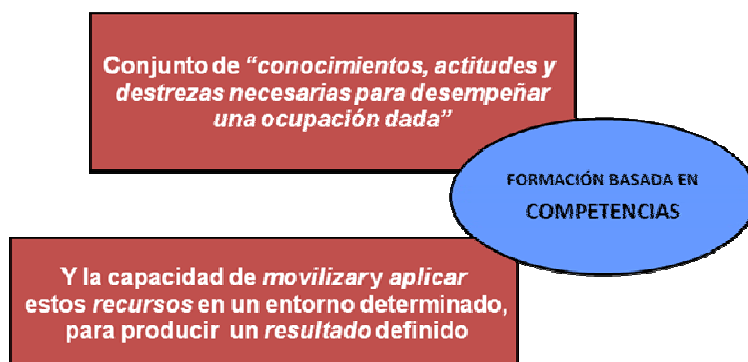 Conjunto de “conocimientos, actitudes y
destrezas necesarias para desempeñar
una ocupación dada”
FORMACIÓN BASADA EN
COMPETENCIAS
Y la capacidad de movilizar y aplicar
estos recursos en un entorno determinado,
para producir un resultado definido